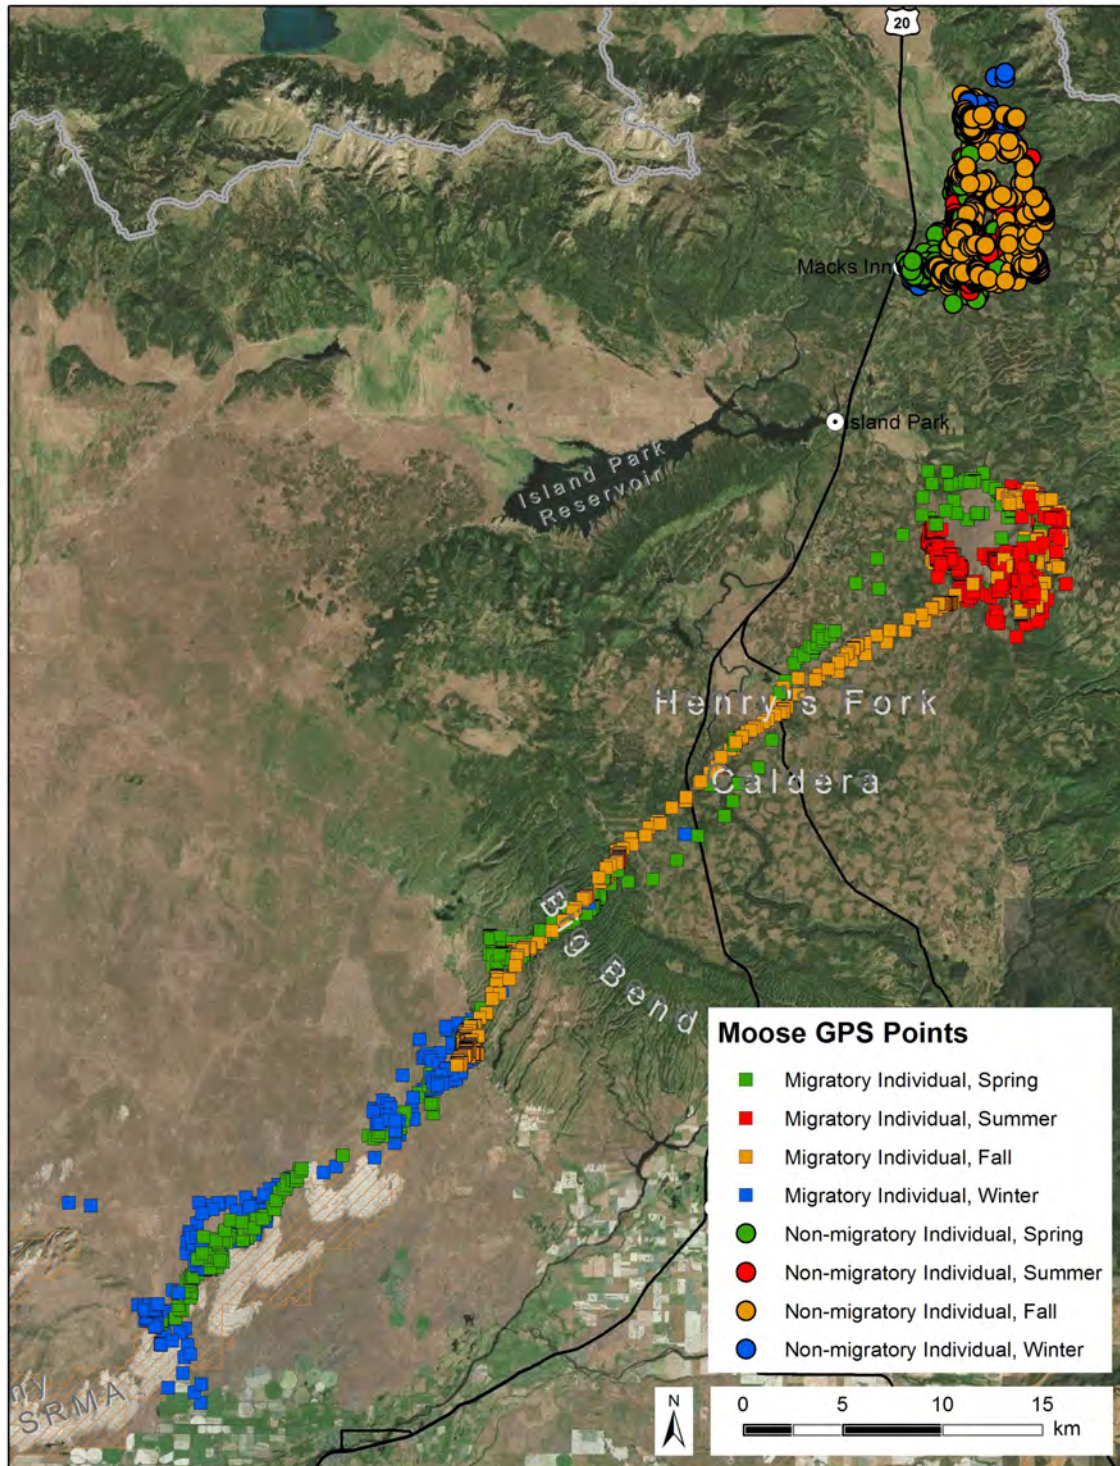 20
Macks Inn
Island Park
Island Park
Reservoir
Henry's Fork
Caldera
Big Bend
Moose GPS Points
Migratory Individual, Spring
Migratory Individual, Summer
Migratory Individual, Fall
Migratory Individual, Winter
Non-migratory Individual, Spring
Non-migratory Individual, Summer
Non-migratory Individual, Fall
Non-migratory Individual, Winter
ny
SRMA
N
0 5 10 15
km